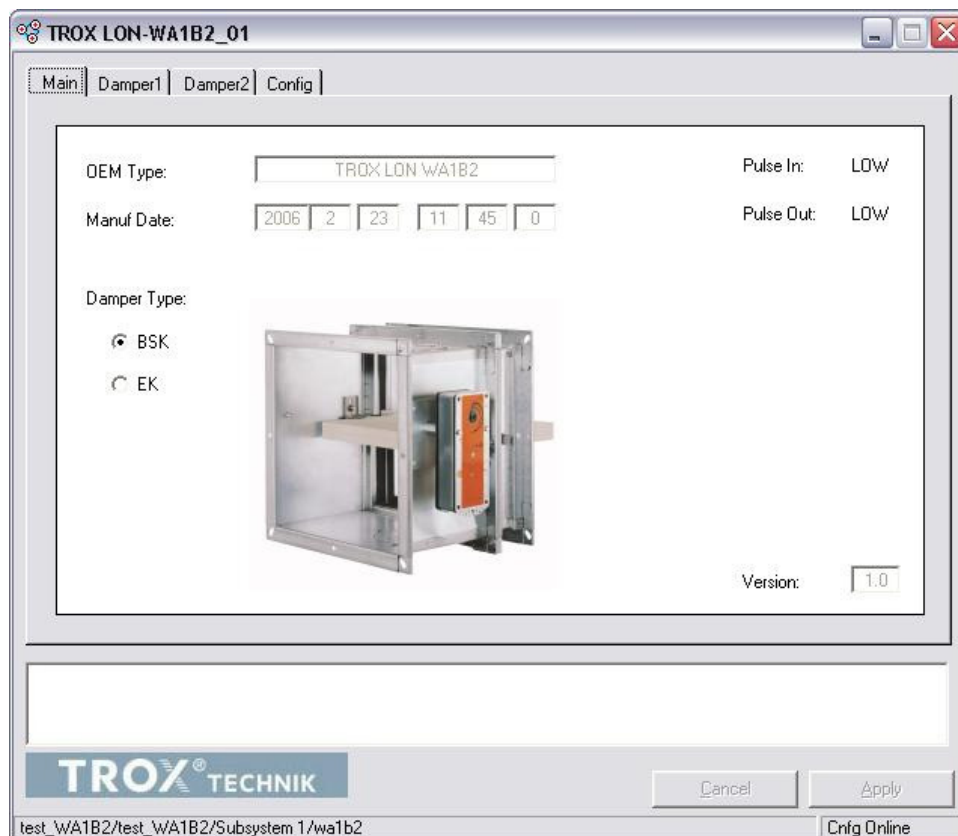 TROX LON-WA1B2_01
Main Damper1 Damper2 Config
OEM Type: TROX LON WA1B2 Pulse In: LOW
Manuf Date: 2006 2 23 11 45 0 Pulse Out: LOW
Damper Type:
BSK
EK
Version: 1.0
TROX® TECHNIK
Cancel Apply
test_WA1B2/test_WA1B2/Subsystem 1/wa1b2 Cnfg Online